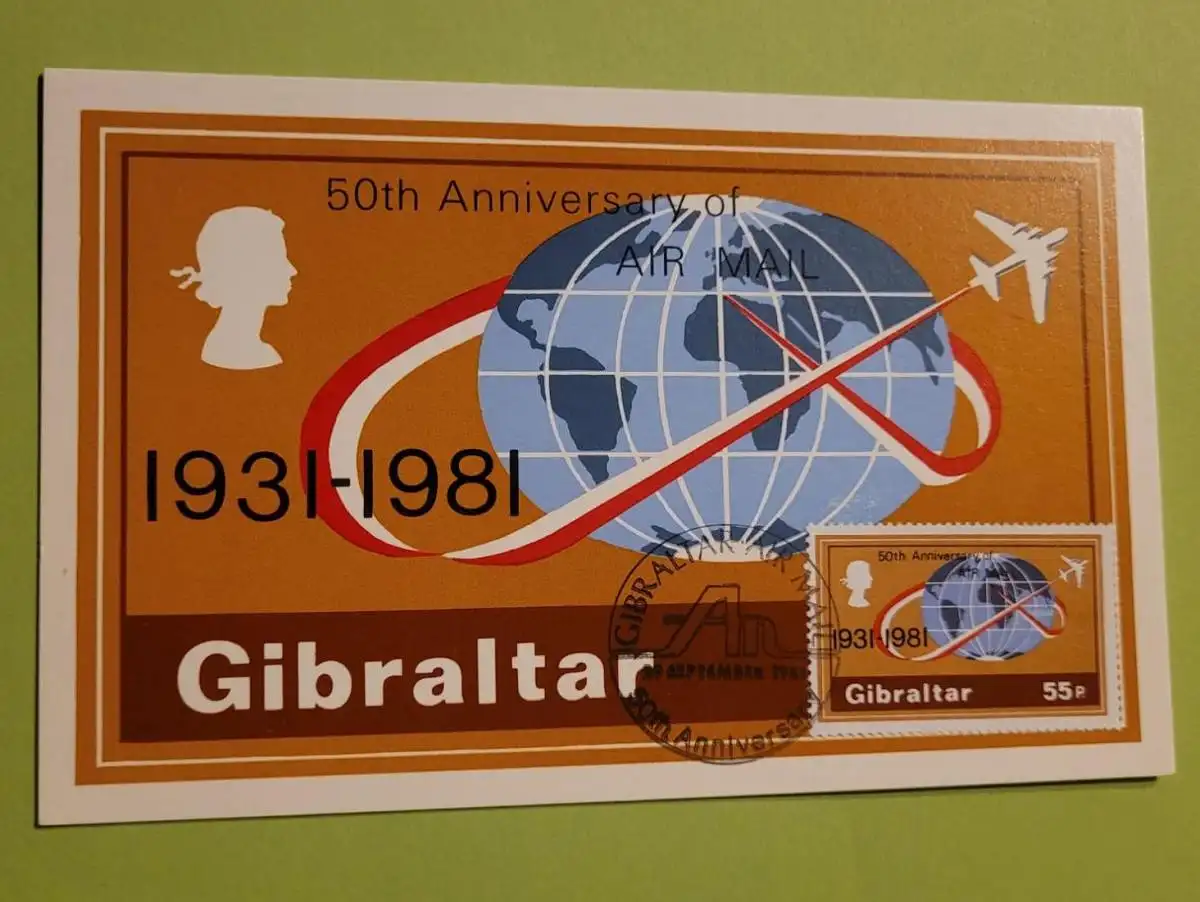 50th Anniversary of
AIR MAIL
1931-1981
Gibraltar
GIBRALTAR AIR MAIL
An
SEPTEMBER
50th Anniversary
50th Anniversary of
AIR MAIL
1931-1981
Gibraltar 55P.